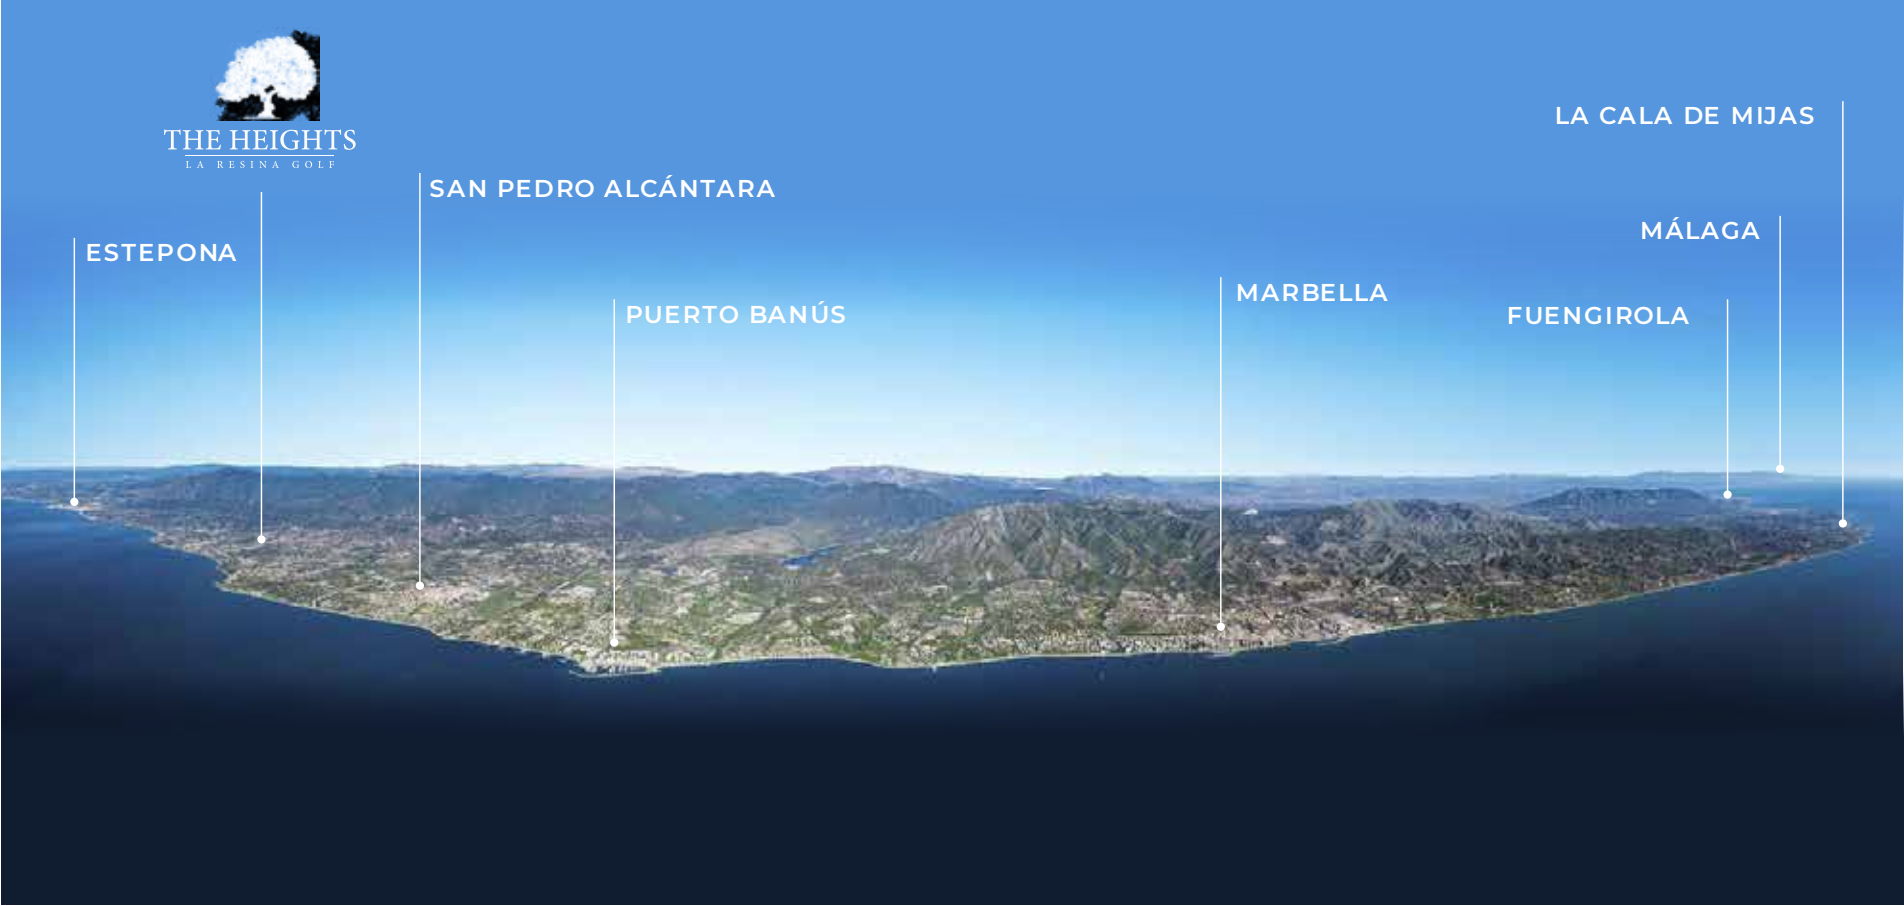 THE HEIGHTS
LA RESINA GOLF
LA CALA DE MIJAS
SAN PEDRO ALCÁNTARA
MÁLAGA
ESTEPONA
MARBELLA
PUERTO BANÚS
FUENGIROLA